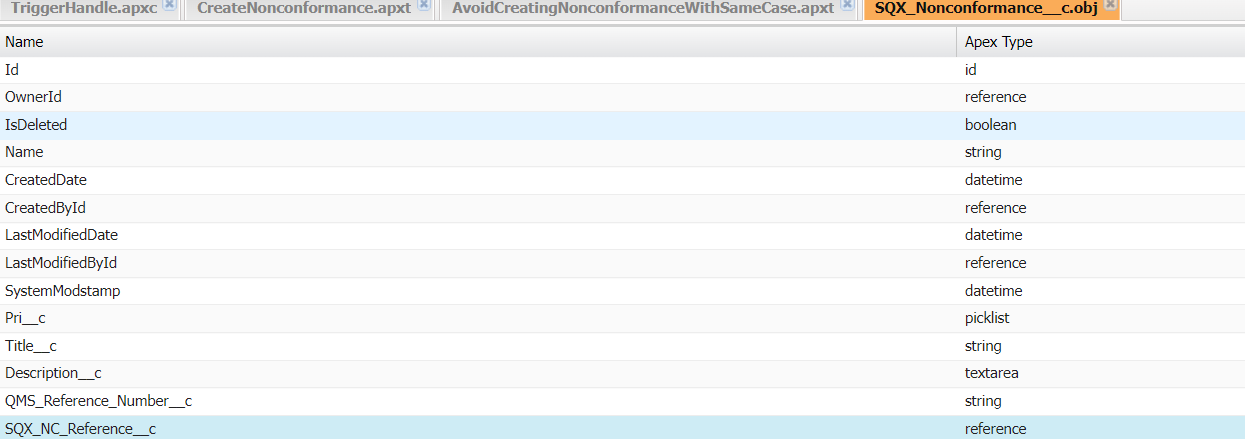 TriggerHandle.apxc CreateNonconformance.apxt AvoidCreatingNonconformanceWithSameCase.apxt SQX_Nonconformance__c.obj
Name Apex Type
Id id
OwnerId reference
IsDeleted boolean
Name string
CreatedDate datetime
CreatedById reference
LastModifiedDate datetime
LastModifiedById reference
SystemModstamp datetime
Pri__c picklist
Title__c string
Description__c textarea
QMS_Reference_Number__c string
SQX_NC_Reference__c reference